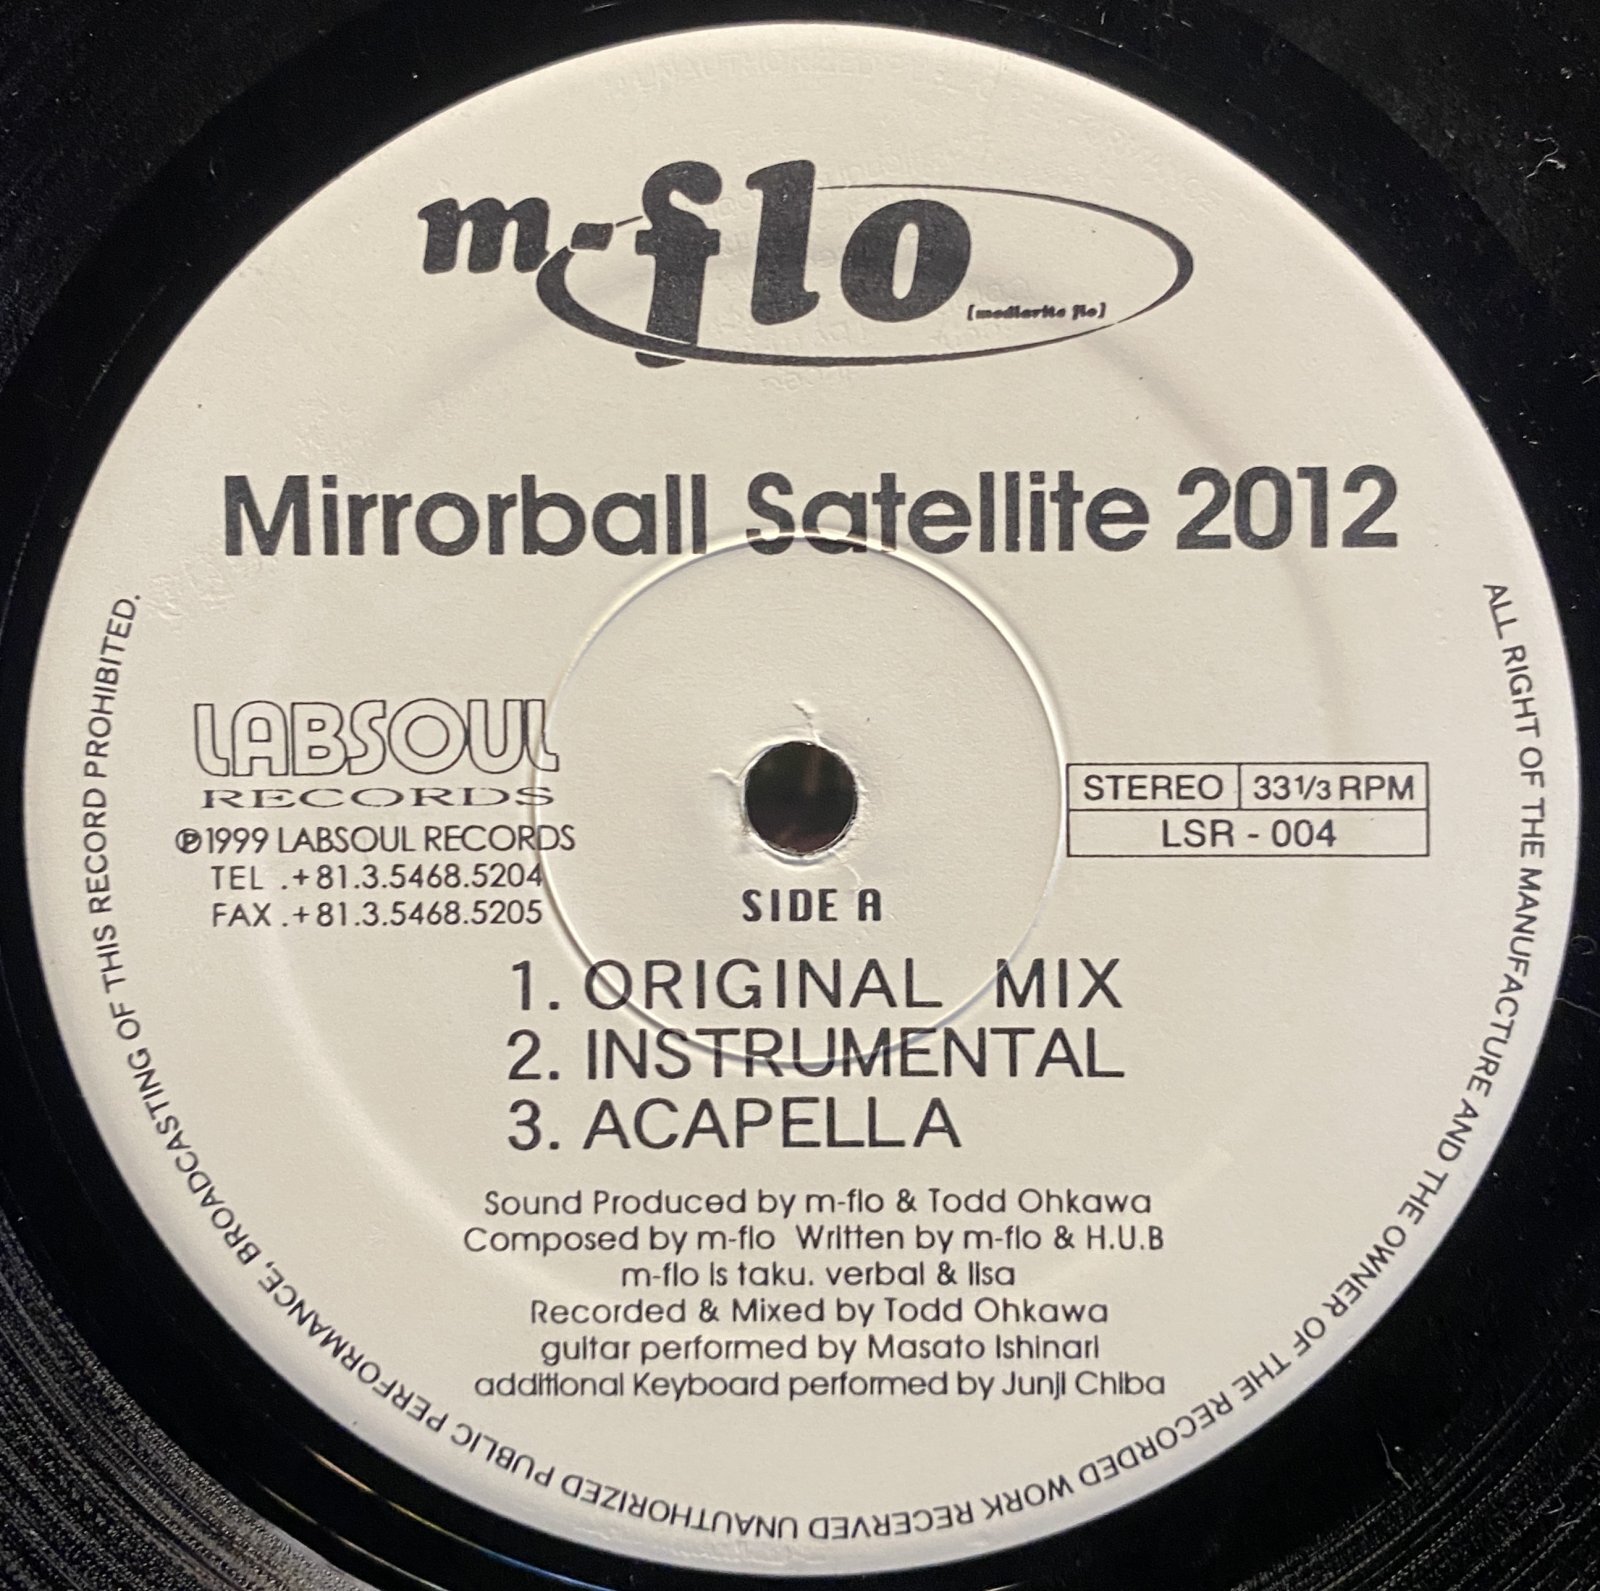 m-flo
[mediarite flo]
Mirrorball Satellite 2012
LABSOUL
RECORDS
℗1999 LABSOUL RECORDS
TEL .+81.3.5468.5204
FAX .+81.3.5468.5205
STEREO 33 1/3 RPM
LSR - 004
SIDE A
1. ORIGINAL MIX
2. INSTRUMENTAL
3. ACAPELLA
Sound Produced by m-flo & Todd Ohkawa
Composed by m-flo Written by m-flo & H.U.B
m-flo is taku. verbal & lisa
Recorded & Mixed by Todd Ohkawa
guitar performed by Masato Ishinari
additional Keyboard performed by Junji Chiba
ALL RIGHT OF THE MANUFACTURE AND THE OWNER OF THE RECORDED WORK RECERVED UNAUTHORIZED PUBLIC PERFORMANCE, BROADCASTING OF THIS RECORD PROHIBITED.